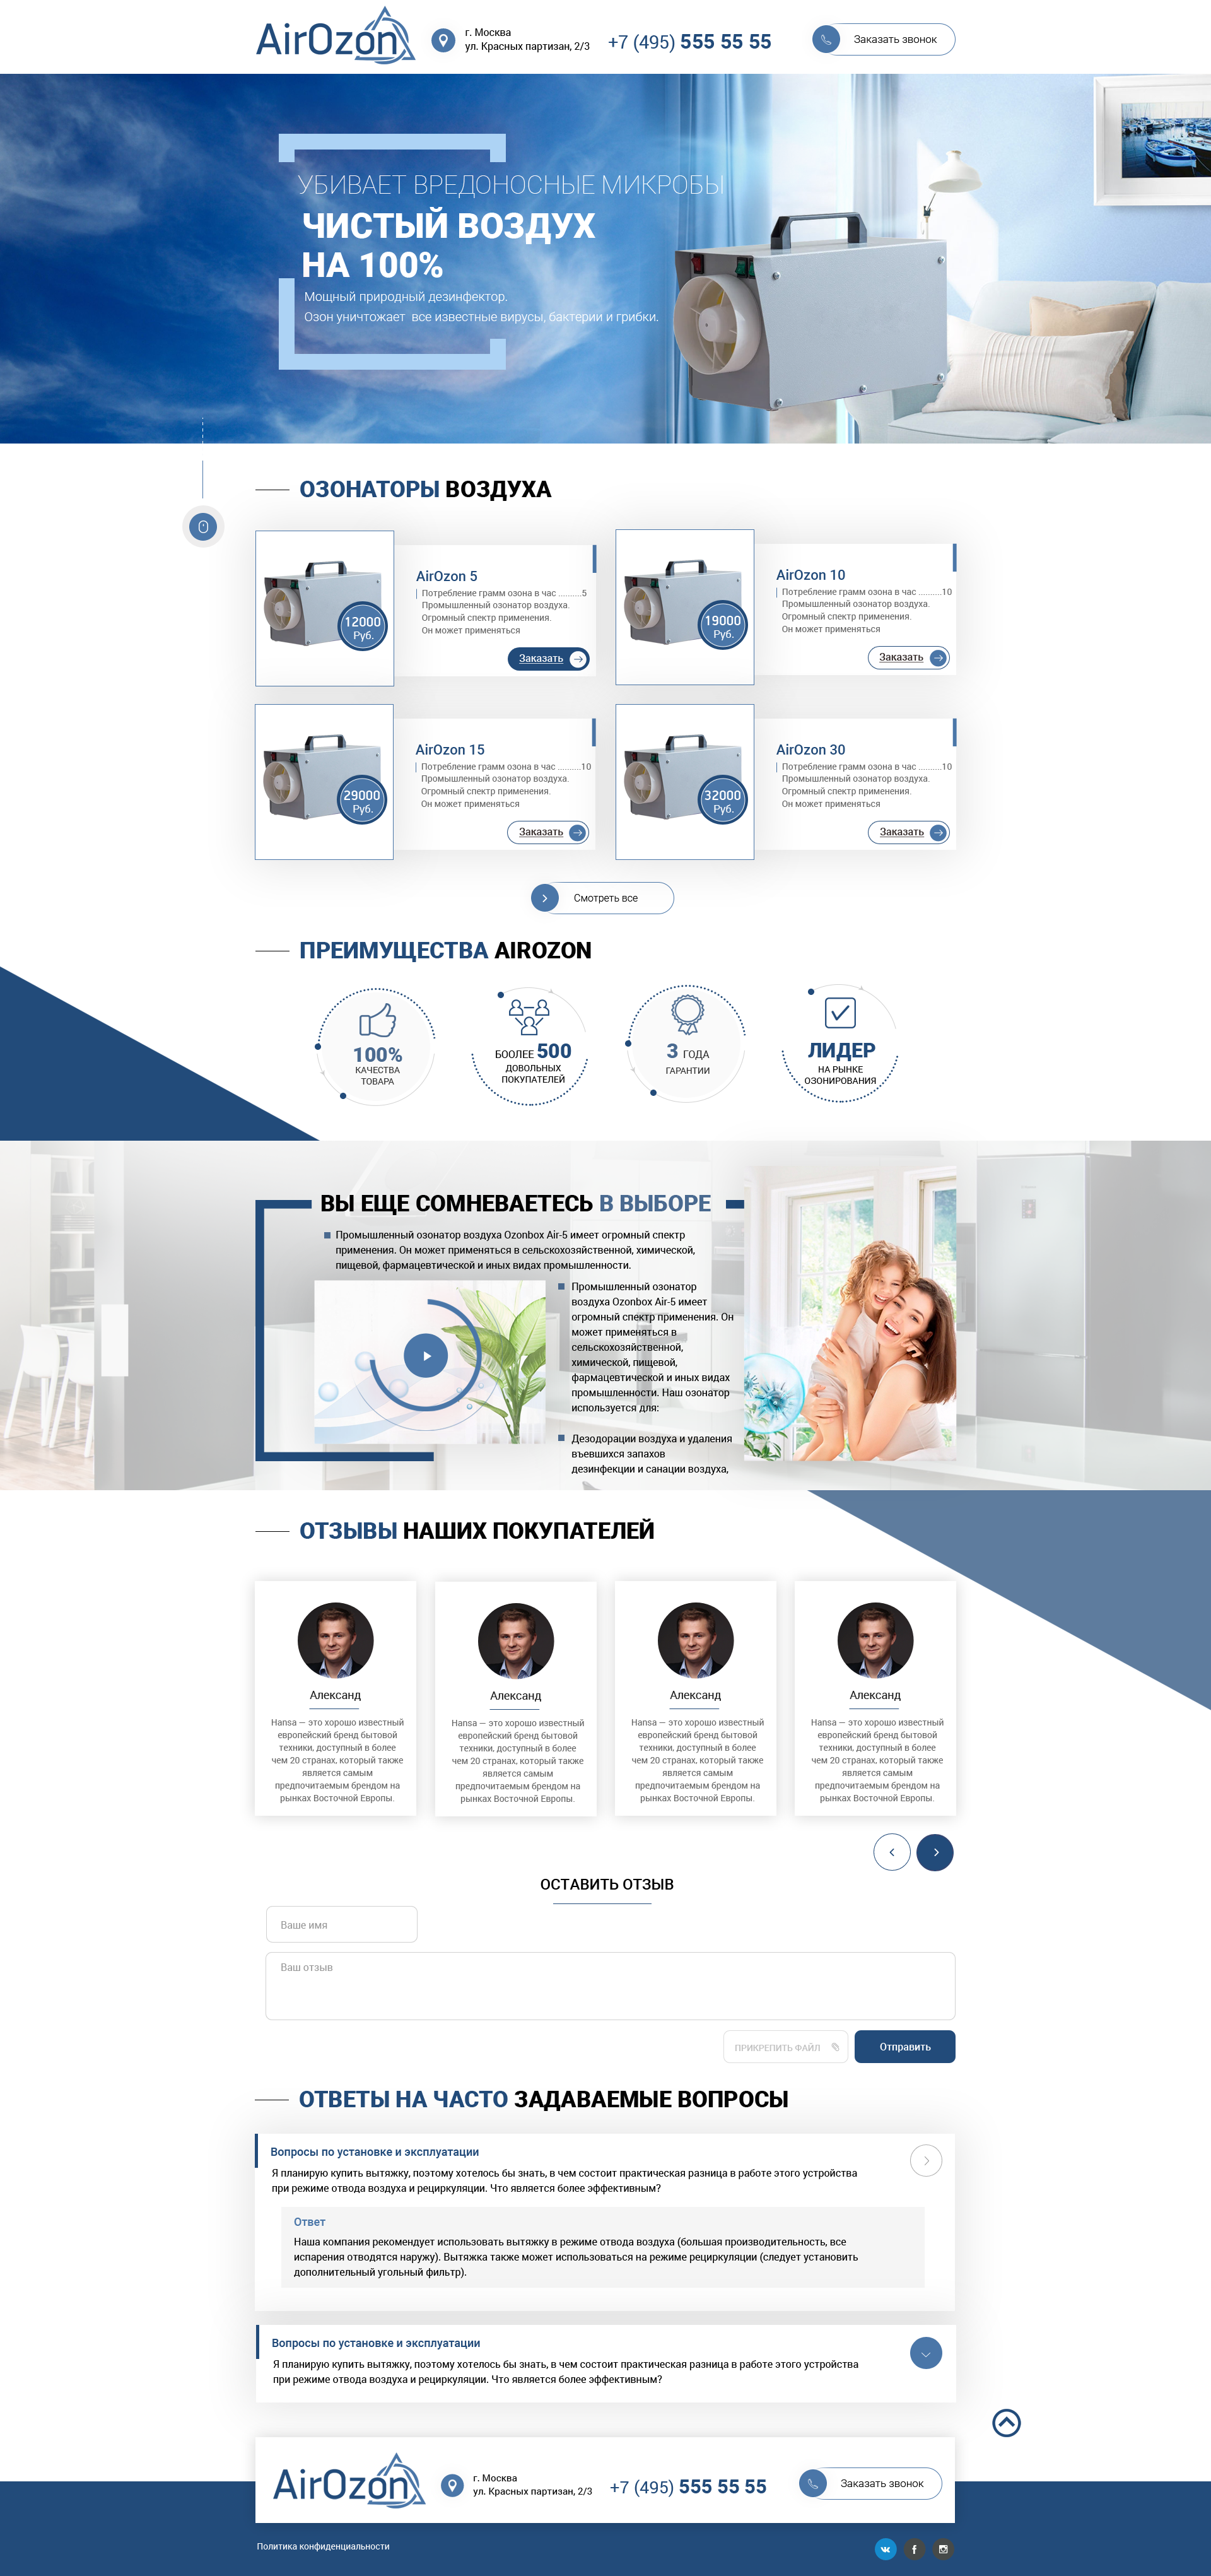 AirOzon
г. Москва
ул. Красных партизан, 2/3
+7 (495) 555 55 55
Заказать звонок
УБИВАЕТ ВРЕДОНОСНЫЕ МИКРОБЫ
ЧИСТЫЙ ВОЗДУХ
НА 100%
Мощный природный дезинфектор.
Озон уничтожает все известные вирусы, бактерии и грибки.
ОЗОНАТОРЫ ВОЗДУХА
12000
Руб.
AirOzon 5
Потребление грамм озона в час ..........5
Промышленный озонатор воздуха.
Огромный спектр применения.
Он может применяться
Заказать
19000
Руб.
AirOzon 10
Потребление грамм озона в час ..........10
Промышленный озонатор воздуха.
Огромный спектр применения.
Он может применяться
Заказать
29000
Руб.
AirOzon 15
Потребление грамм озона в час ..........10
Промышленный озонатор воздуха.
Огромный спектр применения.
Он может применяться
Заказать
32000
Руб.
AirOzon 30
Потребление грамм озона в час ..........10
Промышленный озонатор воздуха.
Огромный спектр применения.
Он может применяться
Заказать
Смотреть все
ПРЕИМУЩЕСТВА AIROZON
100%
КАЧЕСТВА
ТОВАРА
БООЛЕЕ 500
ДОВОЛЬНЫХ
ПОКУПАТЕЛЕЙ
3 ГОДА
ГАРАНТИИ
ЛИДЕР
НА РЫНКЕ
ОЗОНИРОВАНИЯ
ВЫ ЕЩЕ СОМНЕВАЕТЕСЬ В ВЫБОРЕ
Промышленный озонатор воздуха Ozonbox Air-5 имеет огромный спектр
применения. Он может применяться в сельскохозяйственной, химической,
пищевой, фармацевтической и иных видах промышленности.
Промышленный озонатор
воздуха Ozonbox Air-5 имеет
огромный спектр применения. Он
может применяться в
сельскохозяйственной,
химической, пищевой,
фармацевтической и иных видах
промышленности. Наш озонатор
используется для:
Дезодорации воздуха и удаления
въевшихся запахов
дезинфекции и санации воздуха,
ОТЗЫВЫ НАШИХ ПОКУПАТЕЛЕЙ
Александ
Hansa — это хорошо известный
европейский бренд бытовой
техники, доступный в более
чем 20 странах, который также
является самым
предпочитаемым брендом на
рынках Восточной Европы.
Александ
Hansa — это хорошо известный
европейский бренд бытовой
техники, доступный в более
чем 20 странах, который также
является самым
предпочитаемым брендом на
рынках Восточной Европы.
Александ
Hansa — это хорошо известный
европейский бренд бытовой
техники, доступный в более
чем 20 странах, который также
является самым
предпочитаемым брендом на
рынках Восточной Европы.
Александ
Hansa — это хорошо известный
европейский бренд бытовой
техники, доступный в более
чем 20 странах, который также
является самым
предпочитаемым брендом на
рынках Восточной Европы.
ОСТАВИТЬ ОТЗЫВ
Ваше имя
Ваш отзыв
ПРИКРЕПИТЬ ФАЙЛ
Отправить
ОТВЕТЫ НА ЧАСТО ЗАДАВАЕМЫЕ ВОПРОСЫ
Вопросы по установке и эксплуатации
Я планирую купить вытяжку, поэтому хотелось бы знать, в чем состоит практическая разница в работе этого устройства
при режиме отвода воздуха и рециркуляции. Что является более эффективным?
Ответ
Наша компания рекомендует использовать вытяжку в режиме отвода воздуха (большая производительность, все
испарения отводятся наружу). Вытяжка также может использоваться на режиме рециркуляции (следует установить
дополнительный угольный фильтр).
Вопросы по установке и эксплуатации
Я планирую купить вытяжку, поэтому хотелось бы знать, в чем состоит практическая разница в работе этого устройства
при режиме отвода воздуха и рециркуляции. Что является более эффективным?
AirOzon
г. Москва
ул. Красных партизан, 2/3
+7 (495) 555 55 55
Заказать звонок
Политика конфиденциальности